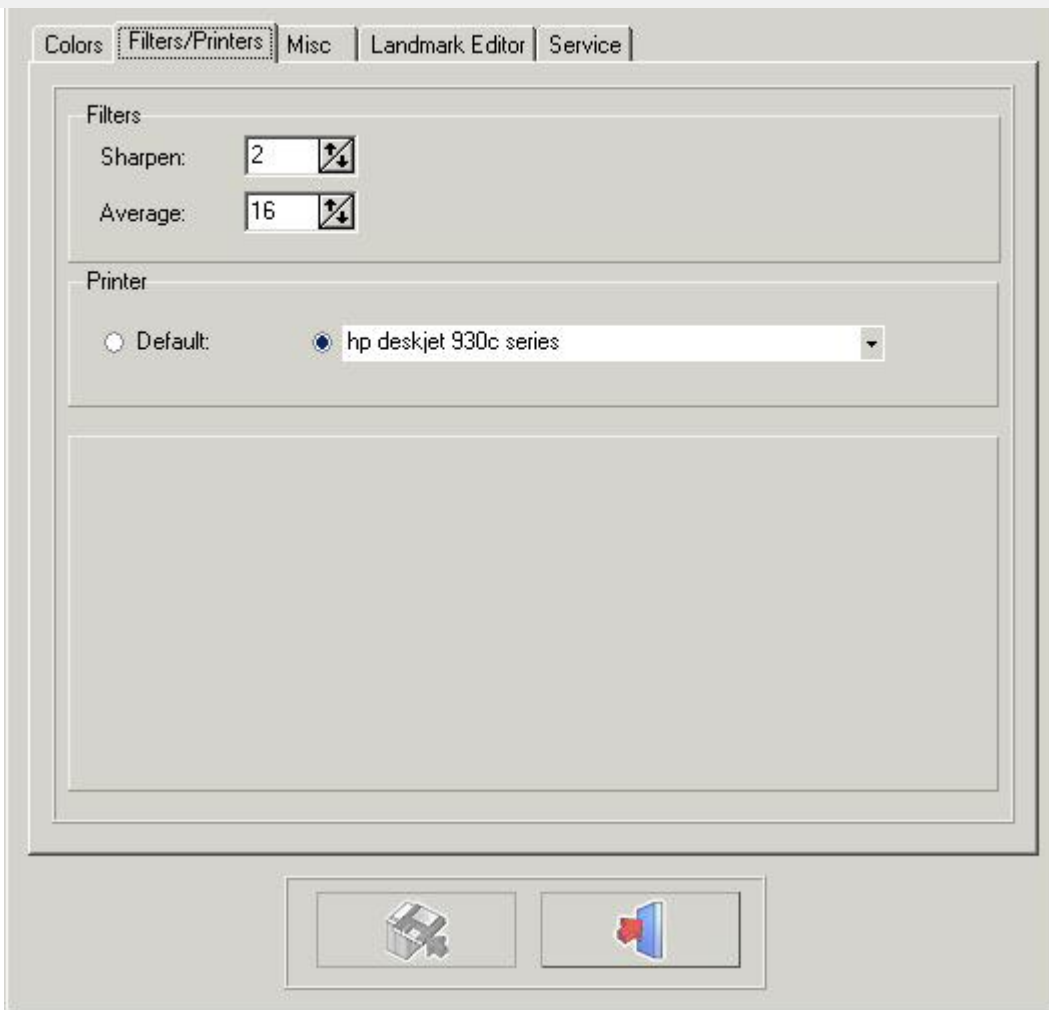 Colors Filters/Printers Misc Landmark Editor Service
Filters
Sharpen: 2
Average: 16
Printer
Default: hp deskjet 930c series